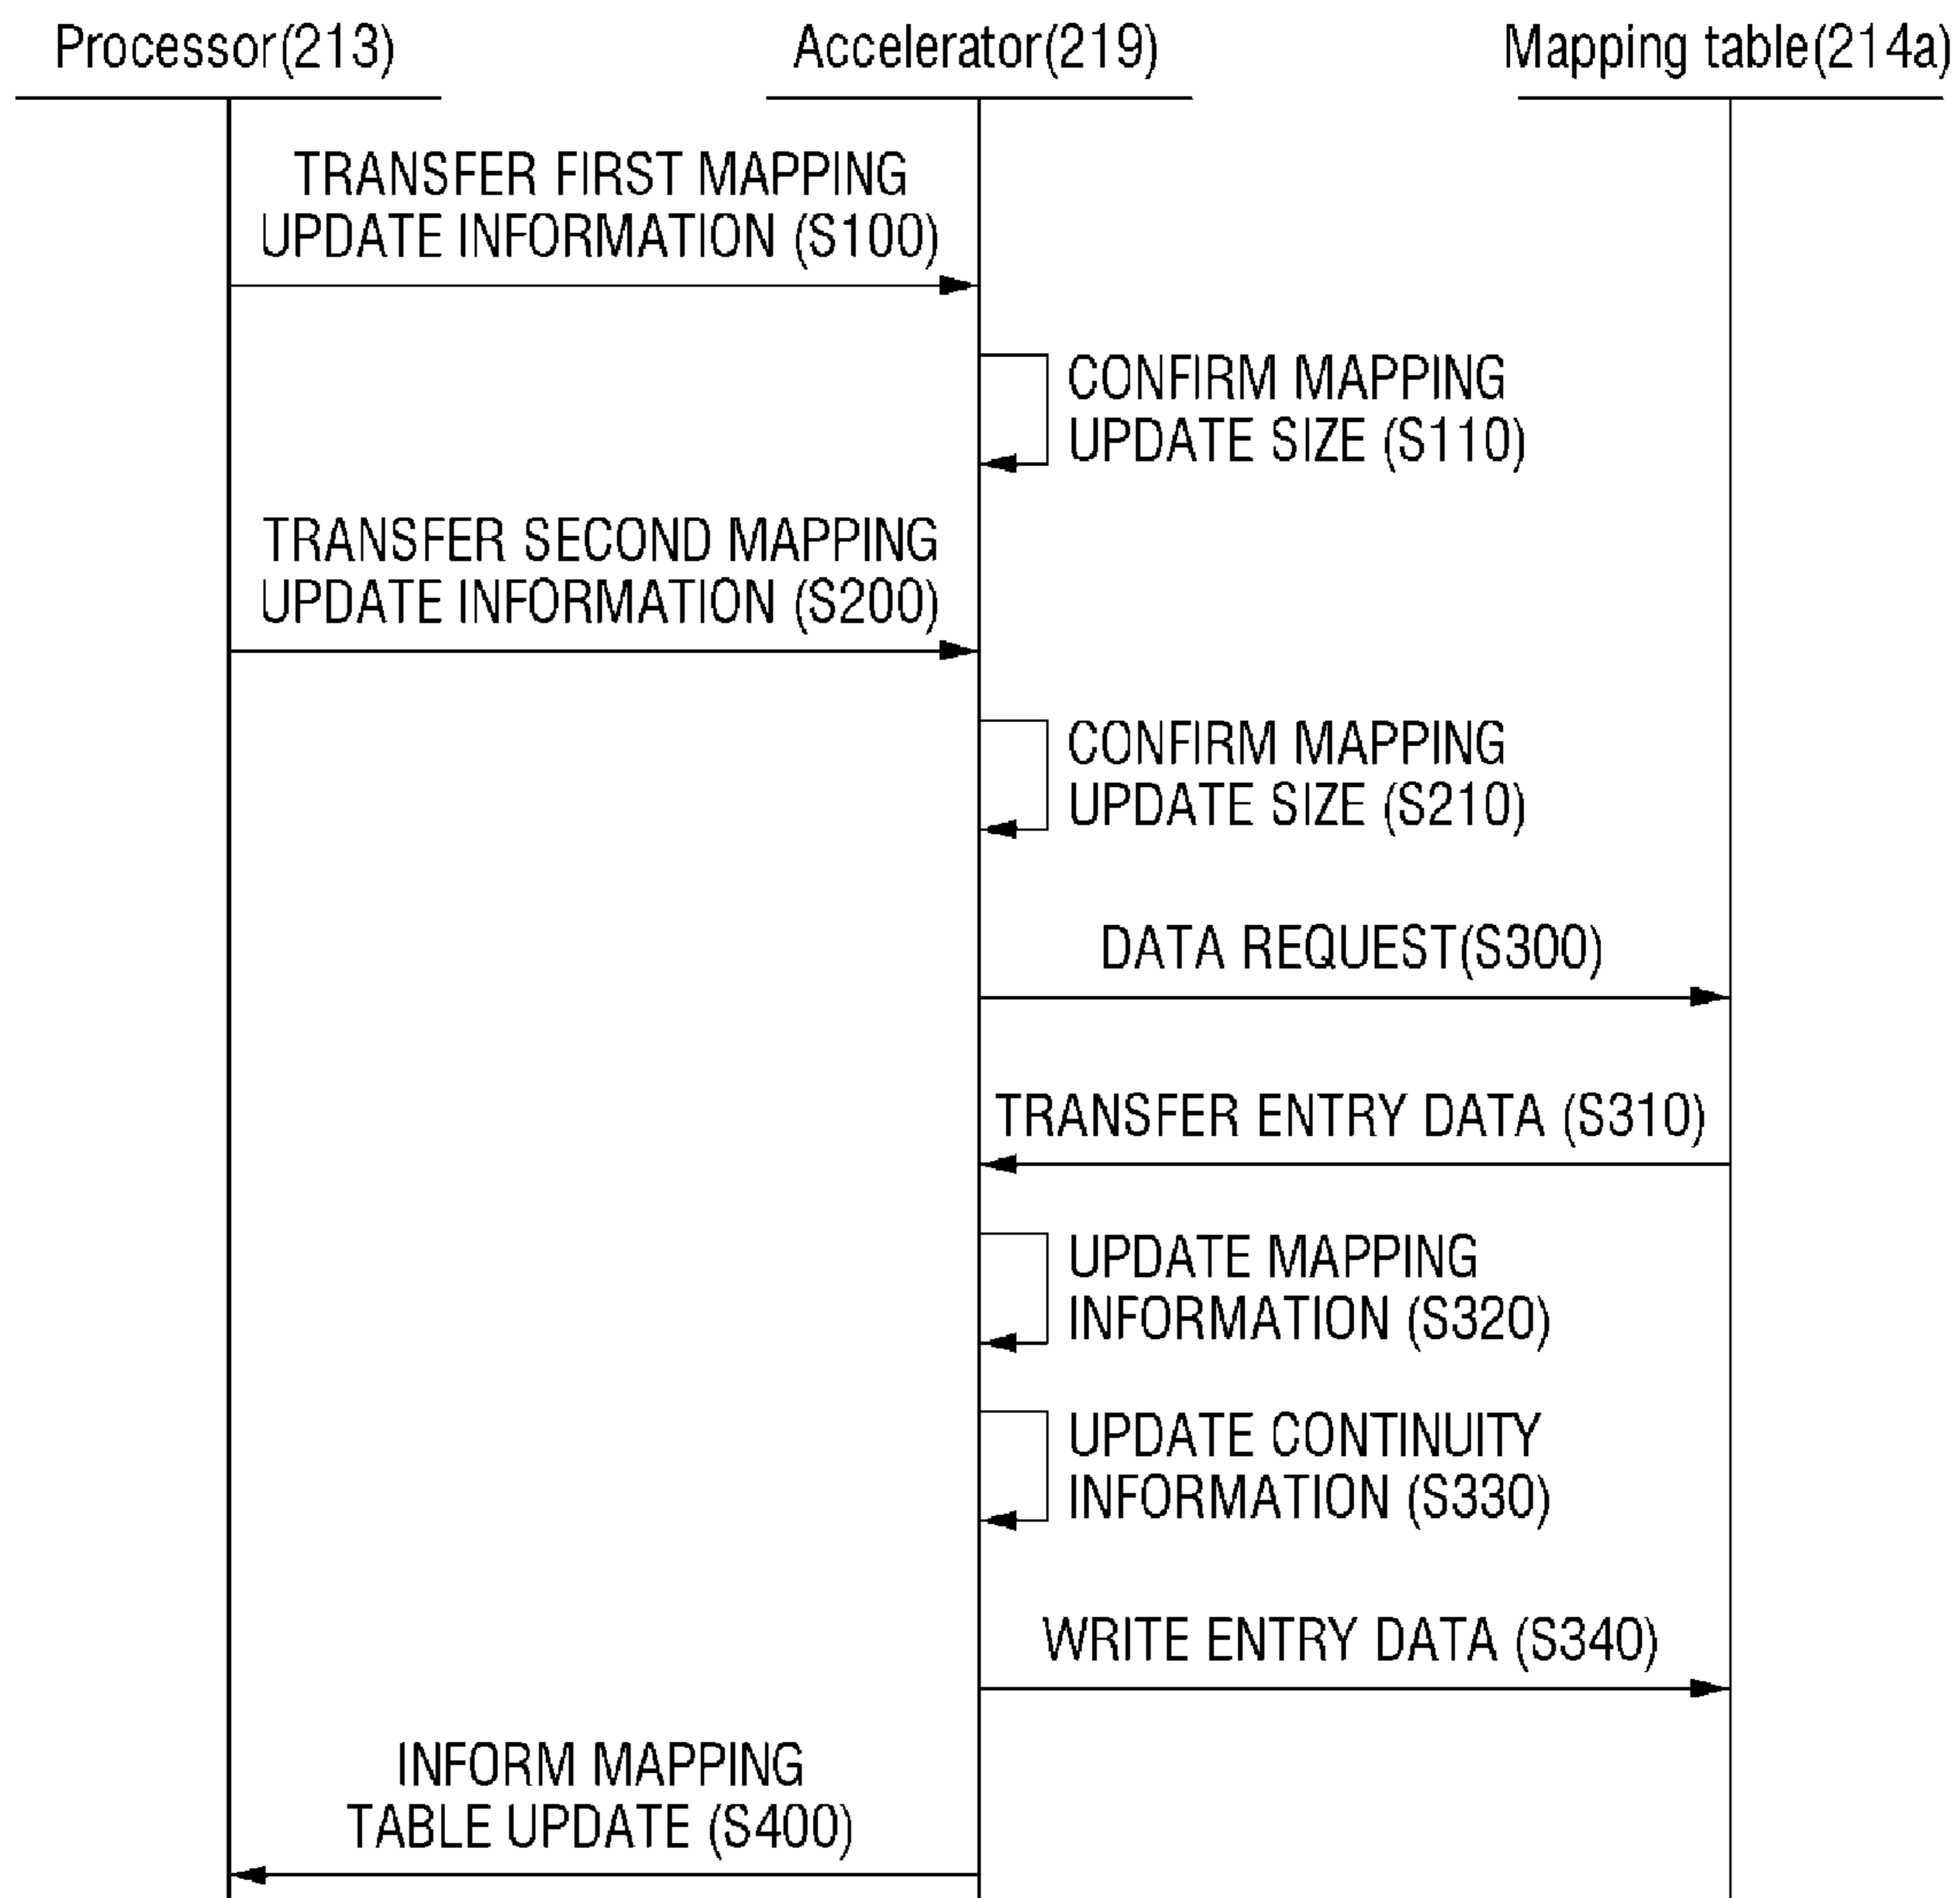 Processor(213)
Accelerator(219)
Mapping table(214a)
TRANSFER FIRST MAPPING
UPDATE INFORMATION (S100)
CONFIRM MAPPING
UPDATE SIZE (S110)
TRANSFER SECOND MAPPING
UPDATE INFORMATION (S200)
CONFIRM MAPPING
UPDATE SIZE (S210)
DATA REQUEST(S300)
TRANSFER ENTRY DATA (S310)
UPDATE MAPPING
INFORMATION (S320)
UPDATE CONTINUITY
INFORMATION (S330)
WRITE ENTRY DATA (S340)
INFORM MAPPING
TABLE UPDATE (S400)